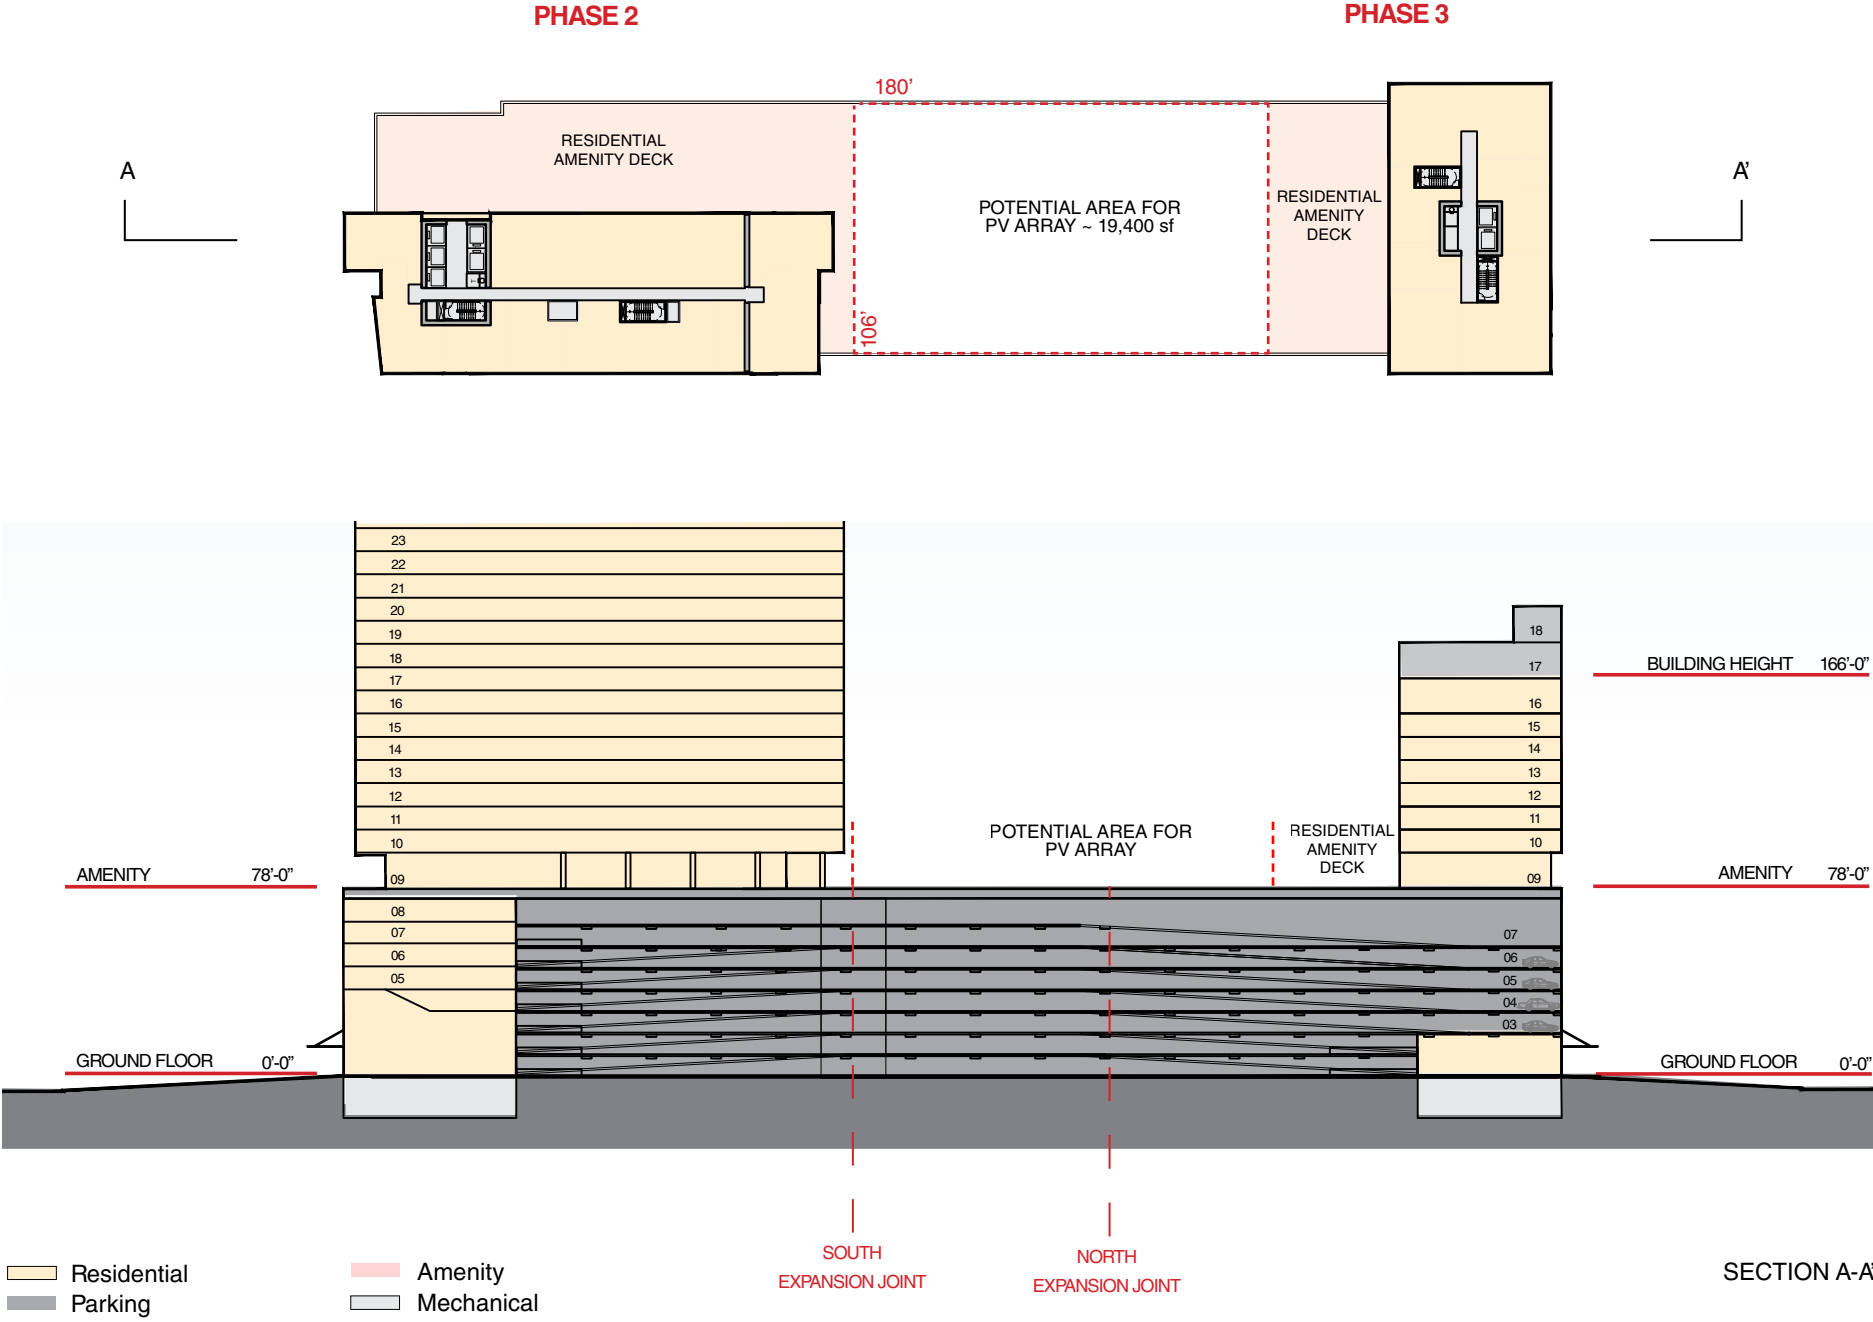 PHASE 2
PHASE 3
180’
RESIDENTIAL
AMENITY DECK
A
A’
POTENTIAL AREA FOR
PV ARRAY ~ 19,400 sf
RESIDENTIAL
AMENITY
DECK
106’
23
22
21
20
19
18
17
16
15
14
13
12
11
10
09
08
07
06
05
18
17
16
15
14
13
12
11
10
09
07
06
05
04
03
BUILDING HEIGHT 166’-0”
POTENTIAL AREA FOR
PV ARRAY
RESIDENTIAL
AMENITY
DECK
AMENITY 78’-0”
AMENITY 78’-0”
GROUND FLOOR 0’-0”
GROUND FLOOR 0’-0”
SOUTH
EXPANSION JOINT
NORTH
EXPANSION JOINT
Residential
Parking
Amenity
Mechanical
SECTION A-A’